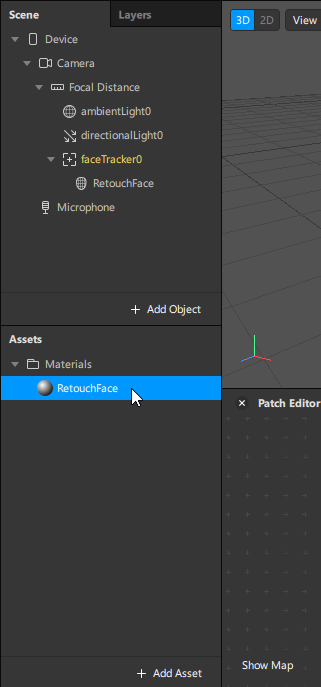 Scene Layers
3D 2D View
Device
Camera
Focal Distance
ambientLight0
directionalLight0
faceTracker0
RetouchFace
Microphone
+ Add Object
Assets
Materials
RetouchFace
Patch Editor
Show Map
+ Add Asset